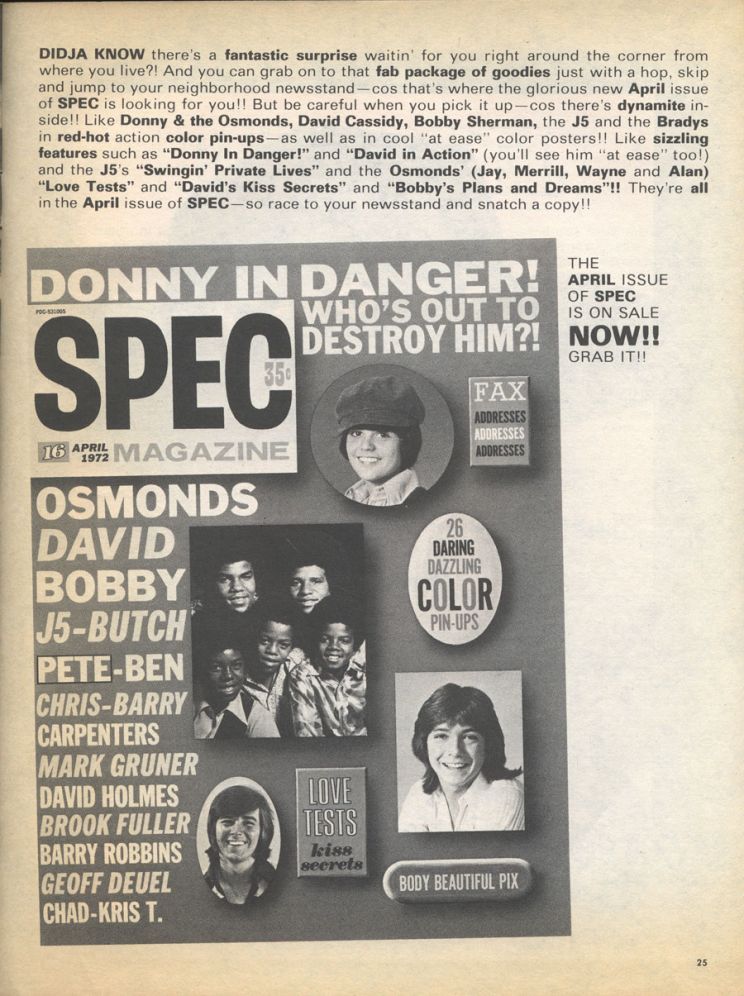 DIDJA KNOW there's a fantastic surprise waitin' for you right around the corner from
where you live?! And you can grab on to that fab package of goodies just with a hop, skip
and jump to your neighborhood newsstand—cos that's where the glorious new April issue
of SPEC is looking for you!! But be careful when you pick it up—cos there's dynamite in-
side!! Like Donny & the Osmonds, David Cassidy, Bobby Sherman, the J5 and the Bradys
in red-hot action color pin-ups—as well as in cool "at ease" color posters!! Like sizzling
features such as "Donny In Danger!" and "David in Action" (you'll see him "at ease" too!)
and the J5's "Swingin' Private Lives" and the Osmonds' (Jay, Merrill, Wayne and Alan)
"Love Tests" and "David's Kiss Secrets" and "Bobby's Plans and Dreams"!! They're all
in the April issue of SPEC—so race to your newsstand and snatch a copy!!
DONNY IN DANGER!
WHO'S OUT TO
DESTROY HIM?!
PDC-531005
SPEC
35¢
16 APRIL
1972
MAGAZINE
FAX
ADDRESSES
ADDRESSES
ADDRESSES
OSMONDS
DAVID
BOBBY
J5-BUTCH
PETE-BEN
CHRIS-BARRY
CARPENTERS
MARK GRUNER
DAVID HOLMES
BROOK FULLER
BARRY ROBBINS
GEOFF DEUEL
CHAD-KRIS T.
26
DARING
DAZZLING
COLOR
PIN-UPS
LOVE
TESTS
kiss
secrets
BODY BEAUTIFUL PIX
THE
APRIL ISSUE
OF SPEC
IS ON SALE
NOW!!
GRAB IT!!
25